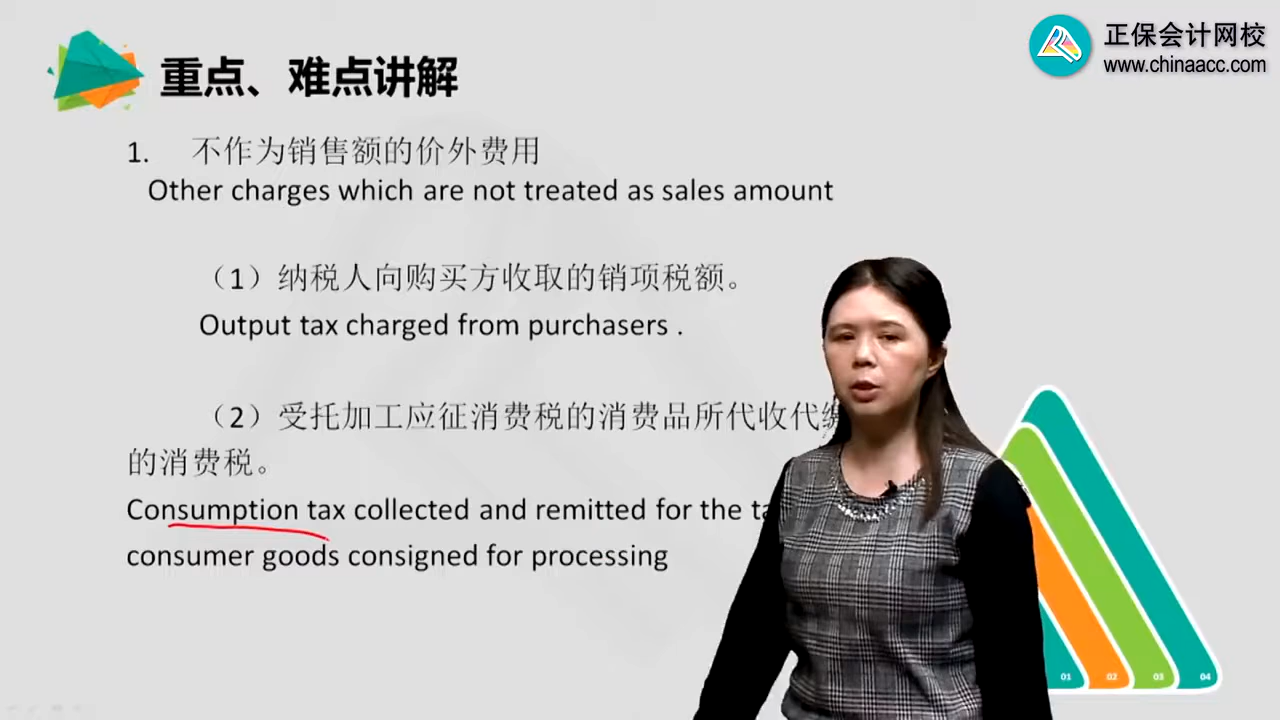 正保会计网校
www.chinaacc.com
重点、难点讲解
1. 不作为销售额的价外费用
Other charges which are not treated as sales amount
（1）纳税人向购买方收取的销项税额。
Output tax charged from purchasers .
（2）受托加工应征消费税的消费品所代收代
的消费税。
Consumption tax collected and remitted for the
consumer goods consigned for processing
01 02 03 04